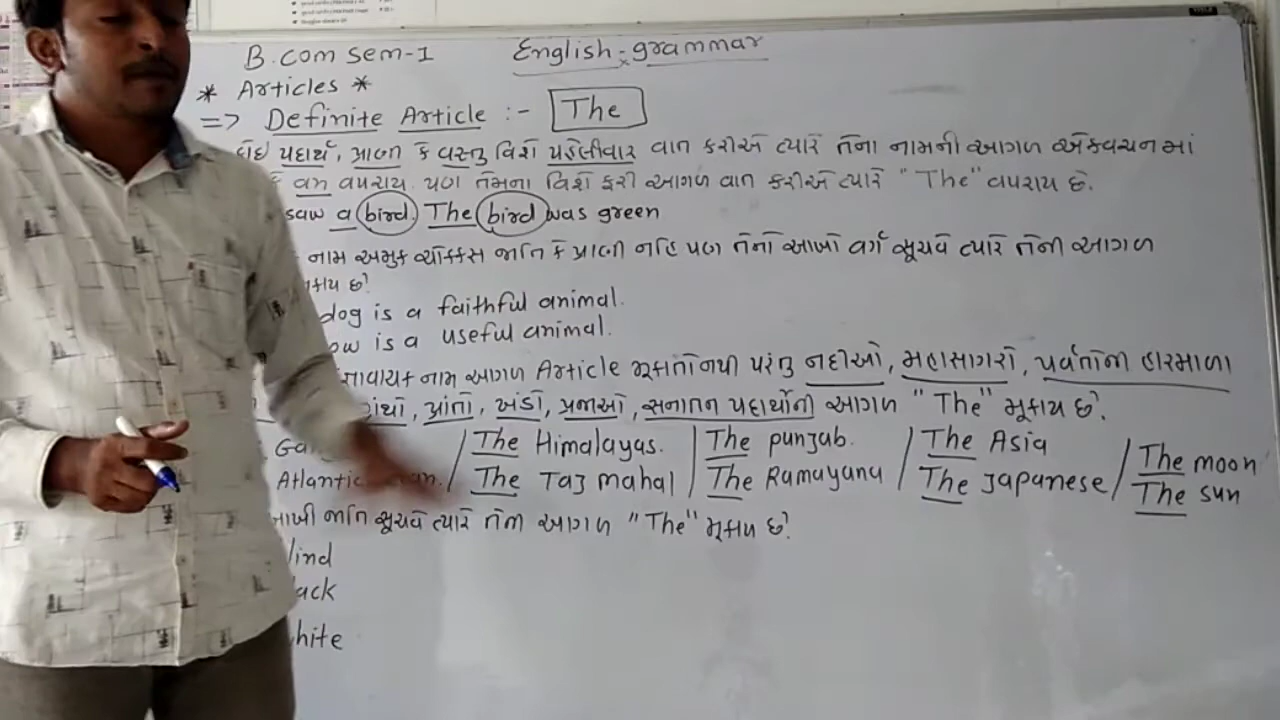 B.com sem-1 English grammar
* Articles *
=> Definite Article :- The
કોઈ પદાર્થ, પ્રાણી કે વસ્તુ વિશે પહેલીવાર વાત કરીએ ત્યારે તેના નામની આગળ એકવચન માં
વપરાય. પણ તેમના વિશે ફરી આગળ વાત કરીએ ત્યારે "The" વપરાય છે.
saw a bird. The bird was green
નામ અમુક ચોક્કસ જાતિ કે પ્રાણી નહિ પણ તેનો આખો વર્ગ સૂચવે ત્યારે તેની આગળ
છે?
dog is a faithful animal.
ow is a useful animal.
નામ આગળ Article મૂકાતો નથી પરંતુ નદીઓ, મહાસાગરો, પર્વતોની હારમાળા
પ્રાંતો, ખંડો, પ્રજાઓ, સનાતન પદાર્થોની આગળ "The" મૂકાય છે.
/ The Himalayas. / The punjab. / The Asia / The moon
Atlantic / The Taj mahal / The Ramayana / The Japanese / The sun
જાતિ સૂચવે ત્યારે તેની આગળ "The" મૂકાય છે?
lind
ack
hite